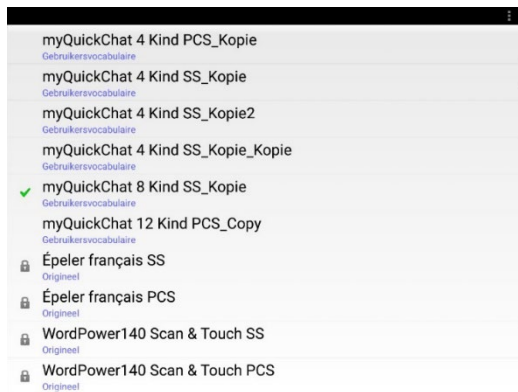 myQuickChat 4 Kind PCS_Kopie
Gebruikersvocabulaire
myQuickChat 4 Kind SS_Kopie
Gebruikersvocabulaire
myQuickChat 4 Kind SS_Kopie2
Gebruikersvocabulaire
myQuickChat 4 Kind SS_Kopie_Kopie
Gebruikersvocabulaire
myQuickChat 8 Kind SS_Kopie
Gebruikersvocabulaire
myQuickChat 12 Kind PCS_Copy
Gebruikersvocabulaire
Épeler français SS
Origineel
Épeler français PCS
Origineel
WordPower140 Scan & Touch SS
Origineel
WordPower140 Scan & Touch PCS
Origineel